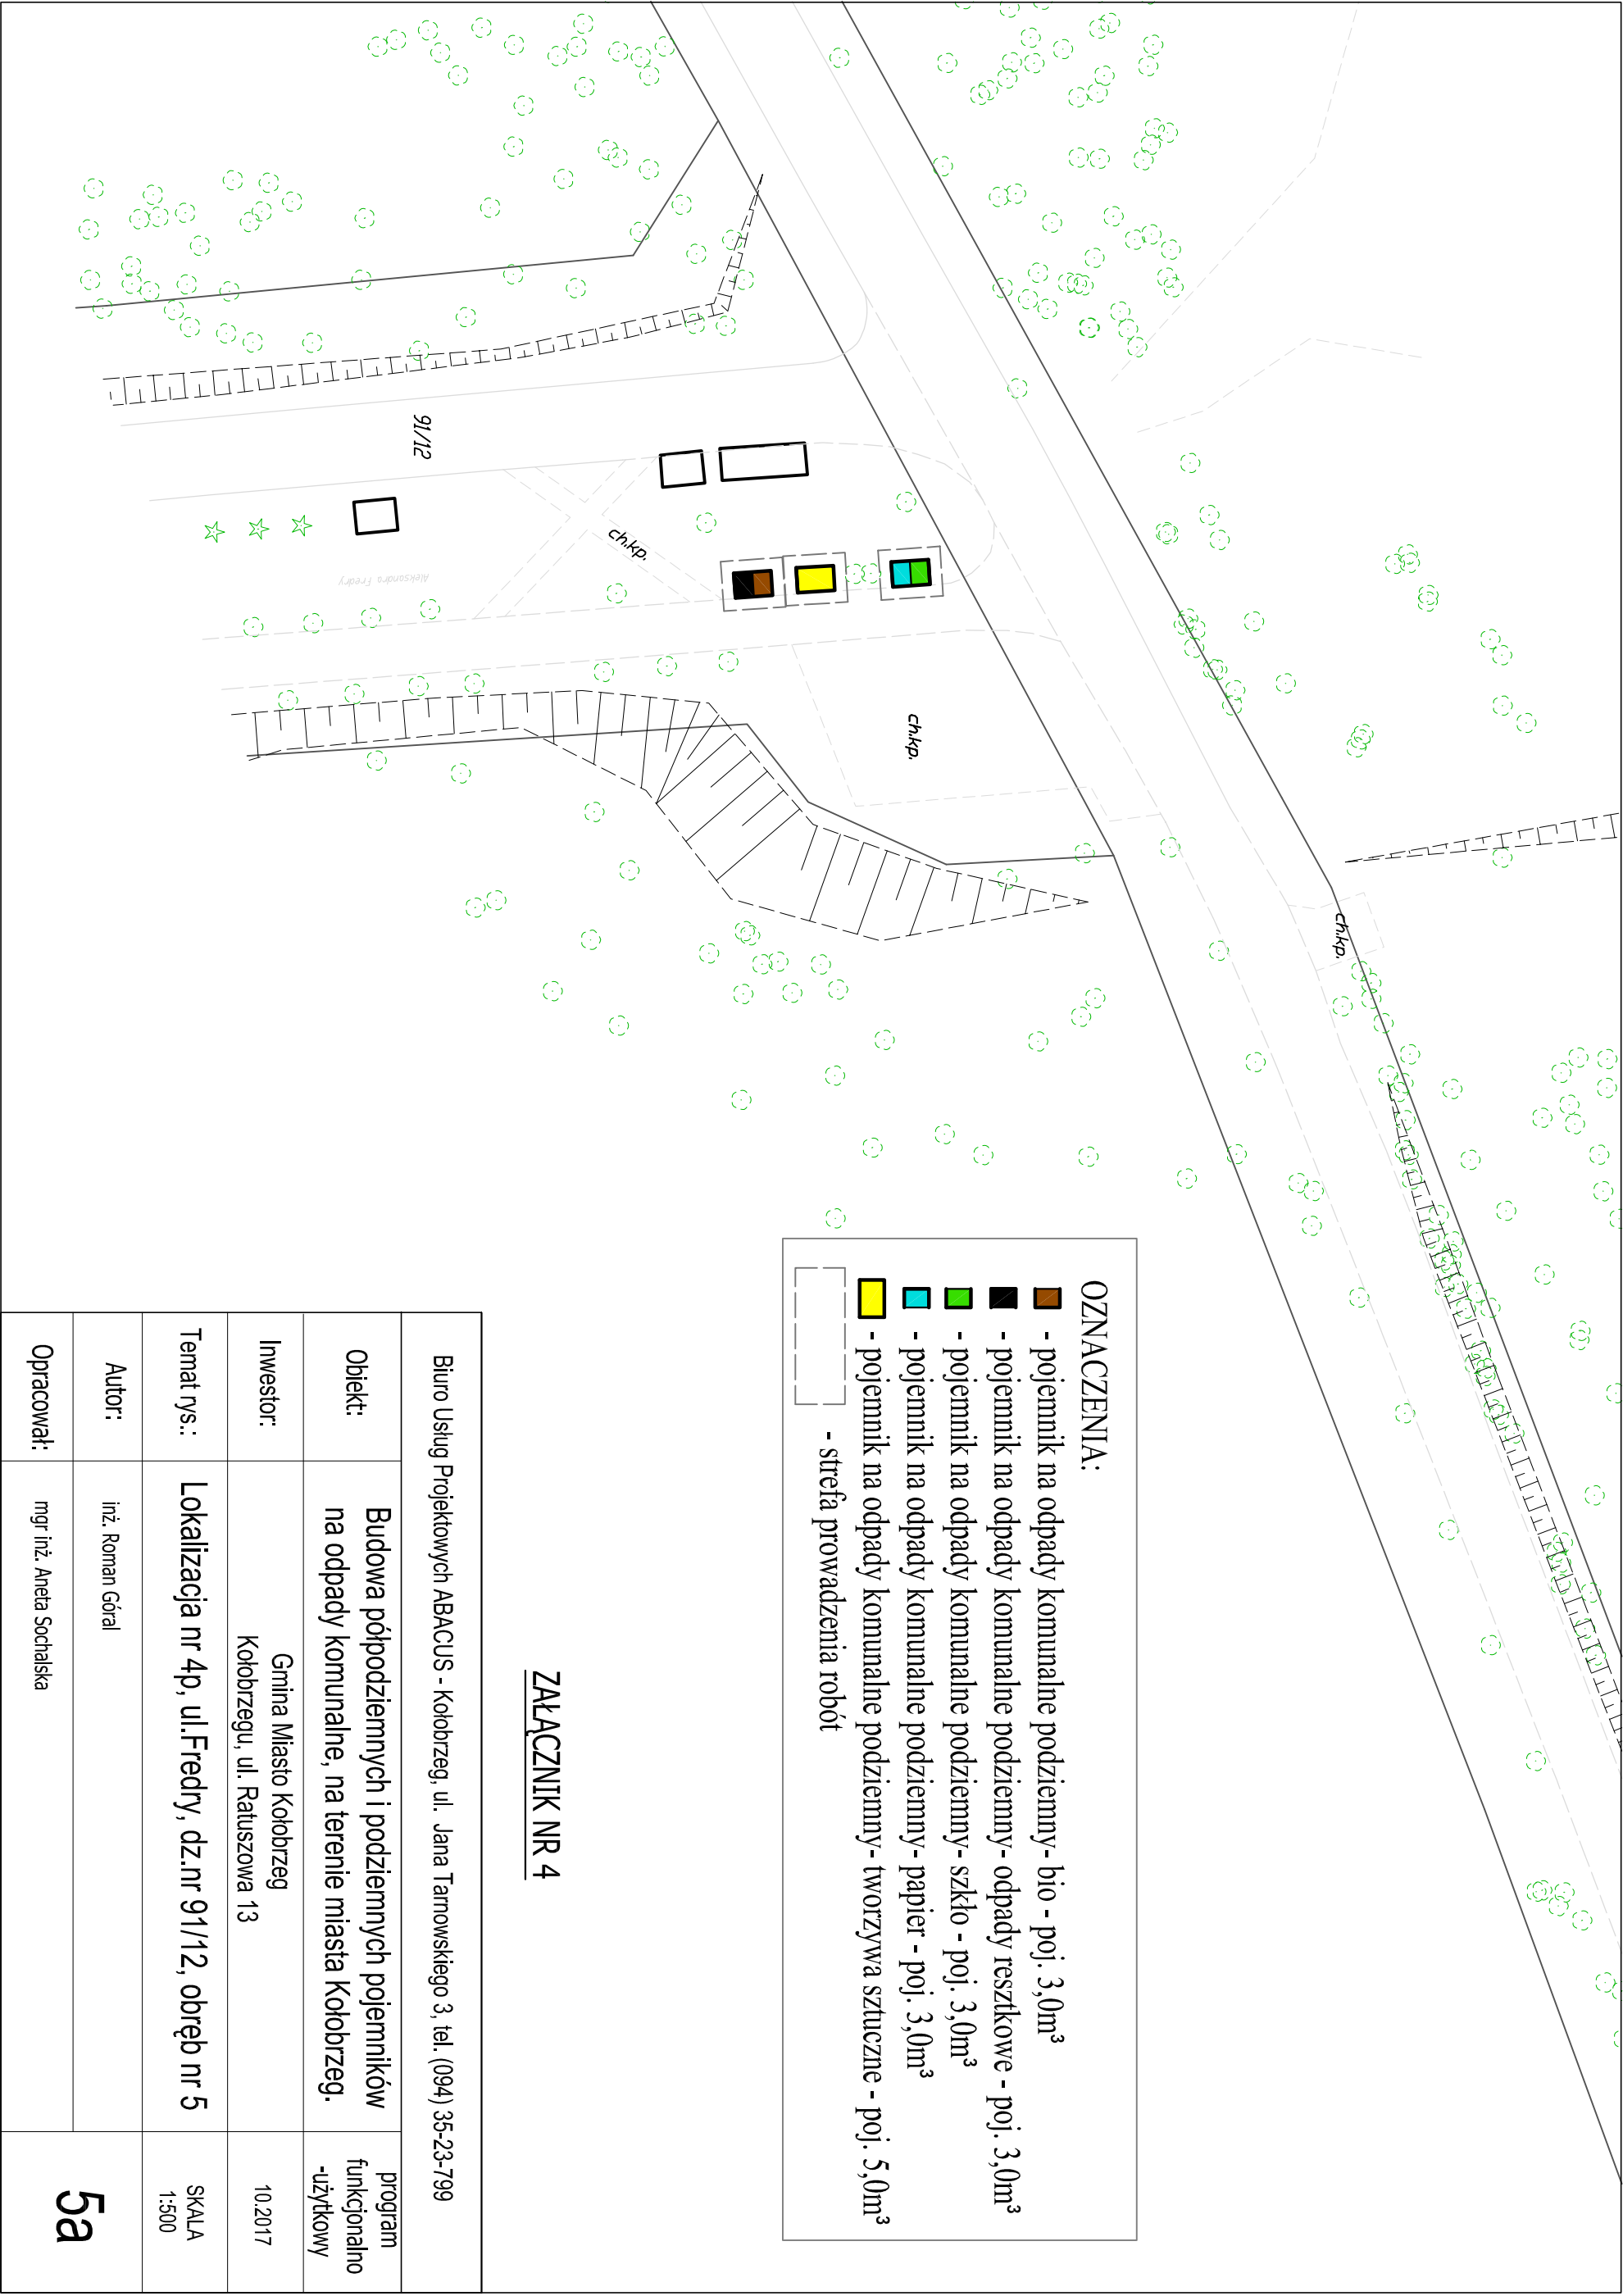 91/12
ch.kp.
Aleksandra Fredry
ch.kp.
ch.kp.
OZNACZENIA:
- pojemnik na odpady komunalne podziemny- bio - poj. 3,0m³
- pojemnik na odpady komunalne podziemny- odpady resztkowe - poj. 3,0m³
- pojemnik na odpady komunalne podziemny- szkło - poj. 3,0m³
- pojemnik na odpady komunalne podziemny- papier - poj. 3,0m³
- pojemnik na odpady komunalne podziemny- tworzywa sztuczne - poj. 5,0m³
- strefa prowadzenia robót
ZAŁĄCZNIK NR 4
Biuro Usług Projektowych ABACUS - Kołobrzeg, ul. Jana Tarnowskiego 3, tel. (094) 35-23-799
Obiekt:
Budowa półpodziemnych i podziemnych pojemników
na odpady komunalne, na terenie miasta Kołobrzeg.
program
funkcjonalno
-użytkowy
Inwestor:
Gmina Miasto Kołobrzeg
Kołobrzegu, ul. Ratuszowa 13
10.2017
Temat rys.:
Lokalizacja nr 4p, ul.Fredry, dz.nr 91/12, obręb nr 5
SKALA
1:500
Autor:
inż. Roman Góral
5a
Opracował:
mgr inż. Aneta Sochalska